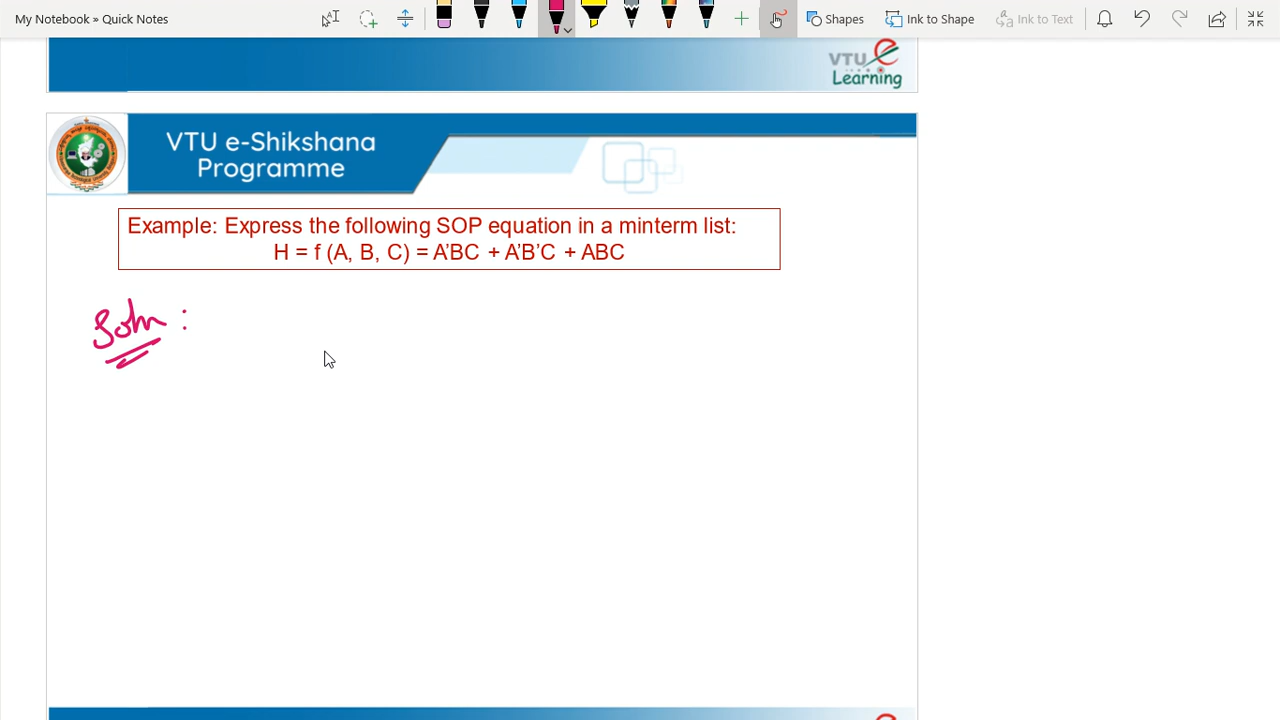 My Notebook » Quick Notes
Shapes
Ink to Shape
Ink to Text
VTU e
Learning
VTU e-Shikshana
Programme
Example: Express the following SOP equation in a minterm list:
H = f (A, B, C) = A’BC + A’B’C + ABC
Soln :